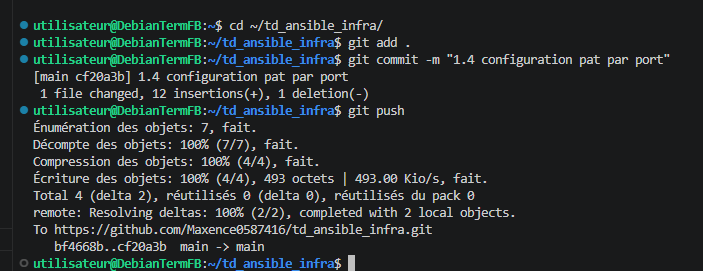 utilisateur@DebianTermFB:~$ cd ~/td_ansible_infra/
utilisateur@DebianTermFB:~/td_ansible_infra$ git add .
utilisateur@DebianTermFB:~/td_ansible_infra$ git commit -m "1.4 configuration pat par port"
[main cf20a3b] 1.4 configuration pat par port
 1 file changed, 12 insertions(+), 1 deletion(-)
utilisateur@DebianTermFB:~/td_ansible_infra$ git push
Énumération des objets: 7, fait.
Décompte des objets: 100% (7/7), fait.
Compression des objets: 100% (4/4), fait.
Écriture des objets: 100% (4/4), 493 octets | 493.00 Kio/s, fait.
Total 4 (delta 2), réutilisés 0 (delta 0), réutilisés du pack 0
remote: Resolving deltas: 100% (2/2), completed with 2 local objects.
To https://github.com/Maxence0587416/td_ansible_infra.git
   bf4668b..cf20a3b  main -> main
utilisateur@DebianTermFB:~/td_ansible_infra$